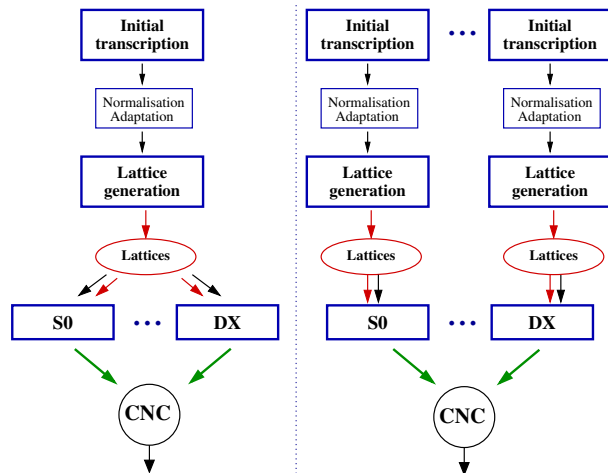 Initial
transcription
Normalisation
Adaptation
Lattice
generation
Lattices
S0
DX
CNC
Initial
transcription
Initial
transcription
Normalisation
Adaptation
Normalisation
Adaptation
Lattice
generation
Lattice
generation
Lattices
Lattices
S0
DX
CNC